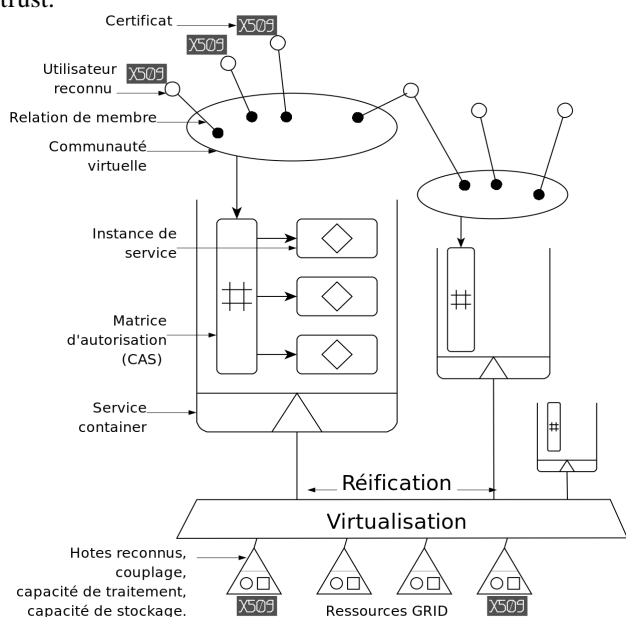 trust.
Certificat
X509
X509
Utilisateur
reconnu
X509
Relation de membre
Communauté
virtuelle
Instance de
service
Matrice
d'autorisation
(CAS)
Service
container
Réification
Virtualisation
Hotes reconnus,
couplage,
capacité de traitement,
capacité de stockage.
X509
Ressources GRID
X509